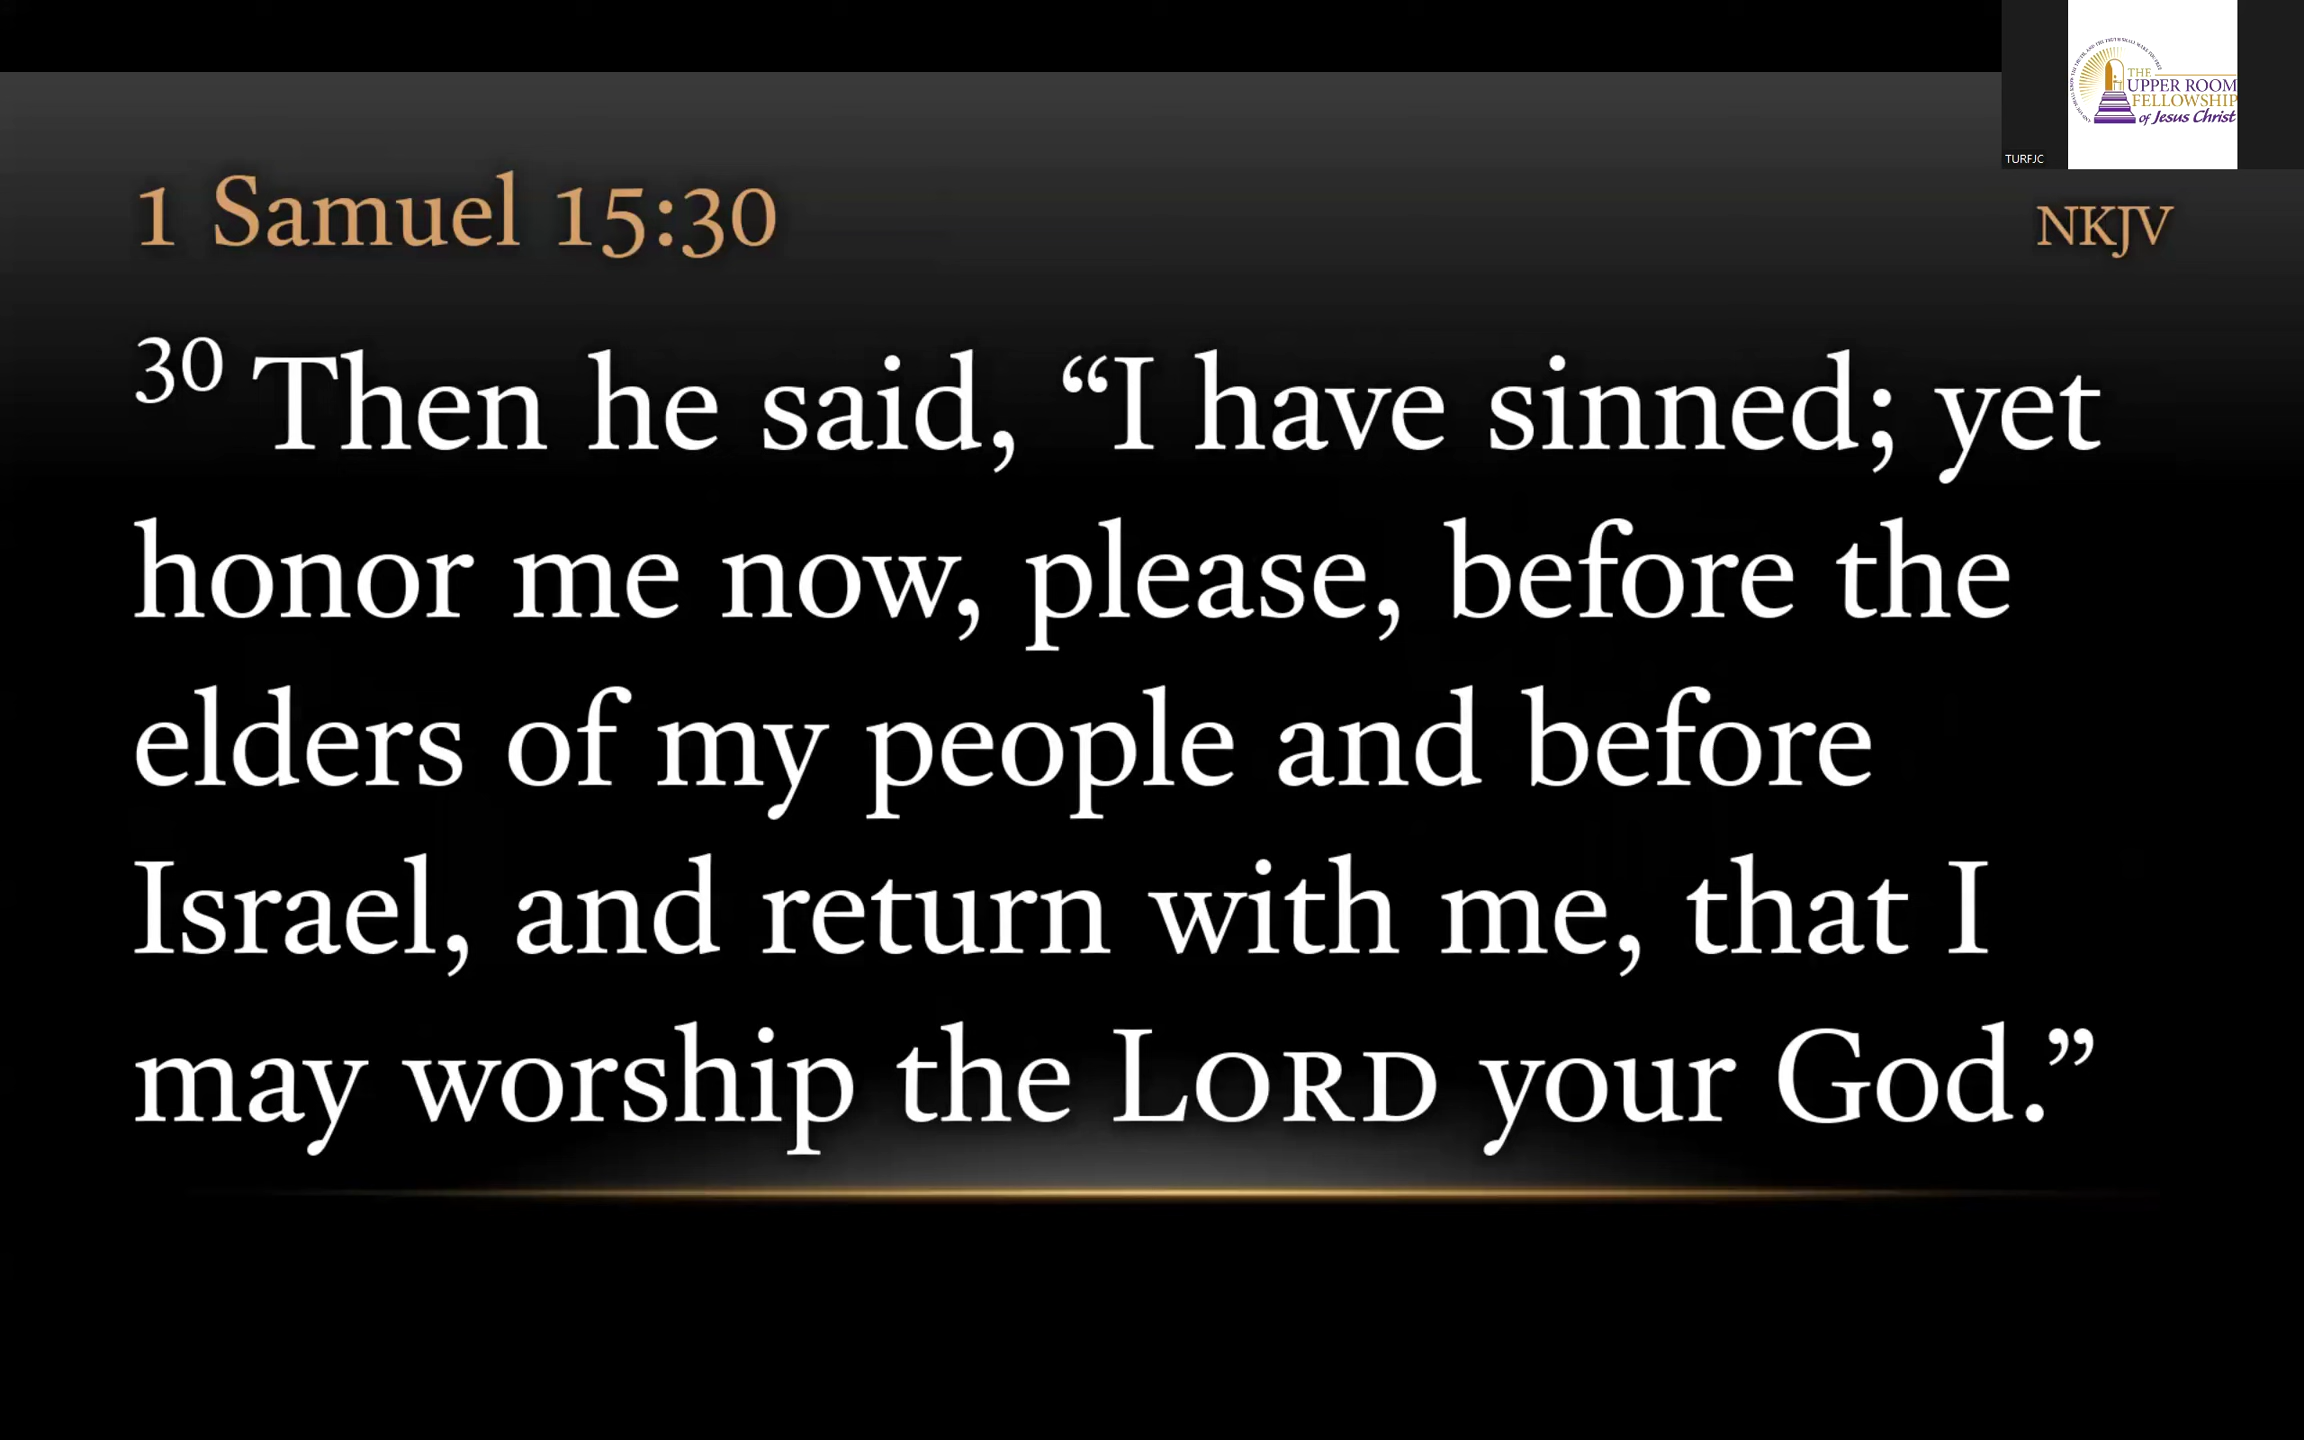 THE
UPPER ROOM
FELLOWSHIP
of Jesus Christ
TURFJC
1 Samuel 15:30
NKJV
30 Then he said, “I have sinned; yet
honor me now, please, before the
elders of my people and before
Israel, and return with me, that I
may worship the LORD your God.”